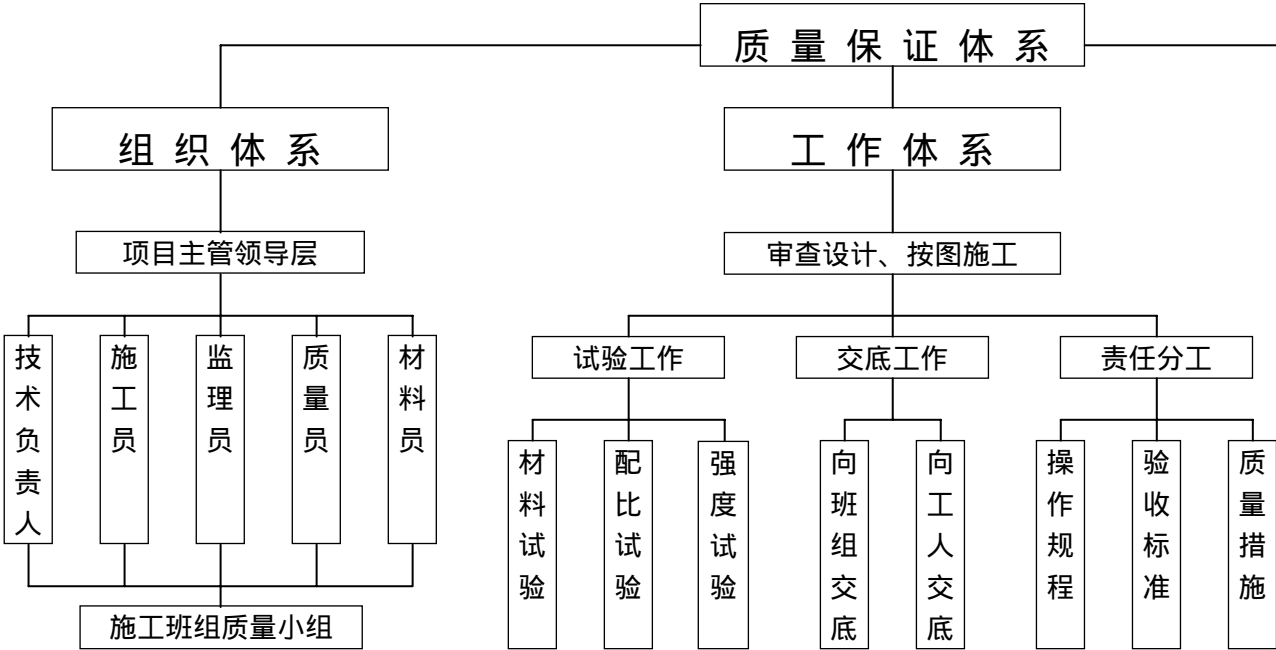 质量保证体系
组织体系
工作体系
项目主管领导层
审查设计、按图施工
技术负责人
施工员
监理员
质量员
材料员
试验工作
交底工作
责任分工
材料试验
配比试验
强度试验
向班组交底
向工人交底
操作规程
验收标准
质量措施
施工班组质量小组